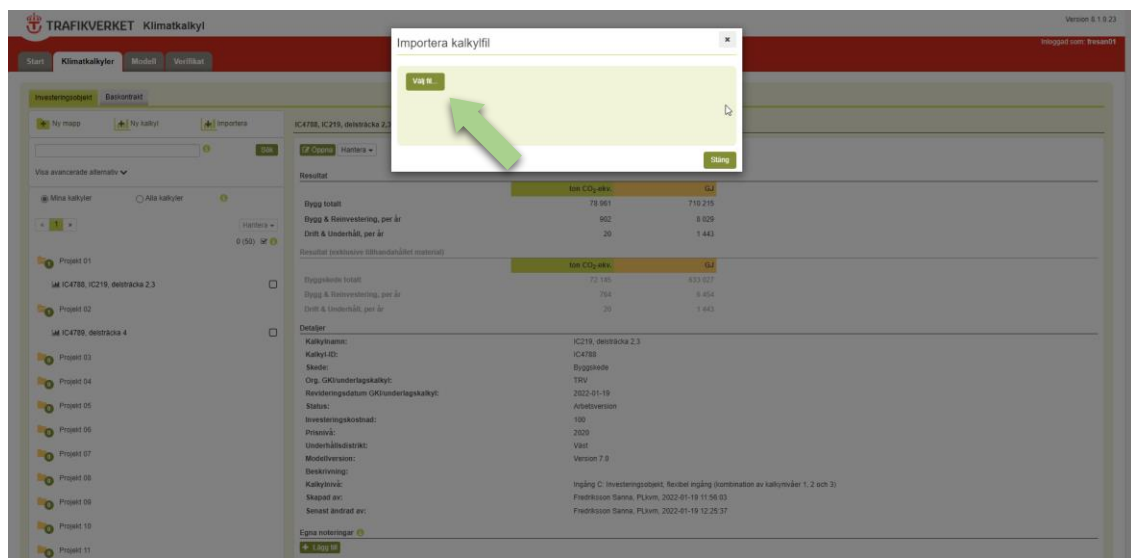 TRAFIKVERKET Klimatkalkyl
Version 8.1.0.23
Inloggad som: fresan01
Start Klimatkalkyler Modell Verifikat
Importera kalkylfil
Välj fil...
Stäng
Investeringsobjekt Baskontrakt
Ny mapp Ny kalkyl Importera
Sök
Visa avancerade alternativ
Mina kalkyler Alla kalkyler
« 1 »
Hantera
0 (50)
Projekt 01
IC4788, IC219, delsträcka 2,3
Projekt 02
IC4789, delsträcka 4
Projekt 03
Projekt 04
Projekt 05
Projekt 06
Projekt 07
Projekt 08
Projekt 09
Projekt 10
Projekt 11
IC4788, IC219, delsträcka 2,3
Öppna Hantera
Resultat
ton CO2-ekv. GJ
Bygg totalt 78 961 710 215
Bygg & Reinvestering, per år 902 8 029
Drift & Underhåll, per år 20 1 443
Resultat (exklusive tillhandahållet material)
ton CO2-ekv. GJ
Byggskede totalt 72 145 633 027
Bygg & Reinvestering, per år 764 6 454
Drift & Underhåll, per år 20 1 443
Detaljer
Kalkylnamn: IC219, delsträcka 2,3
Kalkyl-ID: IC4788
Skede: Byggskede
Org. GKI/underlagskalkyl: TRV
Revideringsdatum GKI/underlagskalkyl: 2022-01-19
Status: Arbetsversion
Investeringskostnad: 100
Prisnivå: 2020
Underhållsdistrikt: Väst
Modellversion: Version 7.0
Beskrivning:
Kalkylnivå: Ingång C: Investeringsobjekt, flexibel ingång (kombination av kalkylnivåer 1, 2 och 3)
Skapad av: Fredriksson Sanna, PLkvm, 2022-01-19 11:56:03
Senast ändrad av: Fredriksson Sanna, PLkvm, 2022-01-19 12:25:37
Egna noteringar
Lägg till